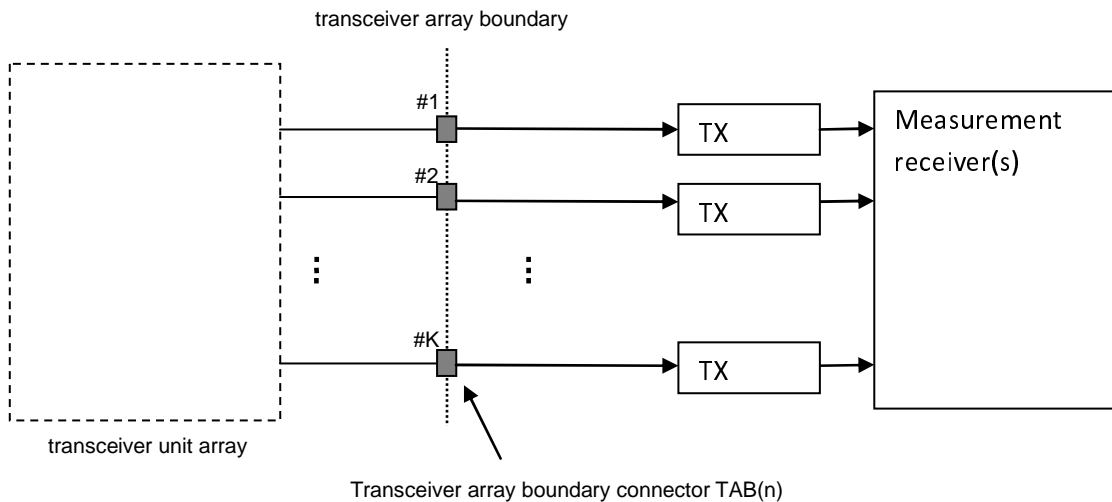 transceiver array boundary
#1
TX
Measurement
receiver(s)
#2
TX
#K
TX
transceiver unit array
Transceiver array boundary connector TAB(n)